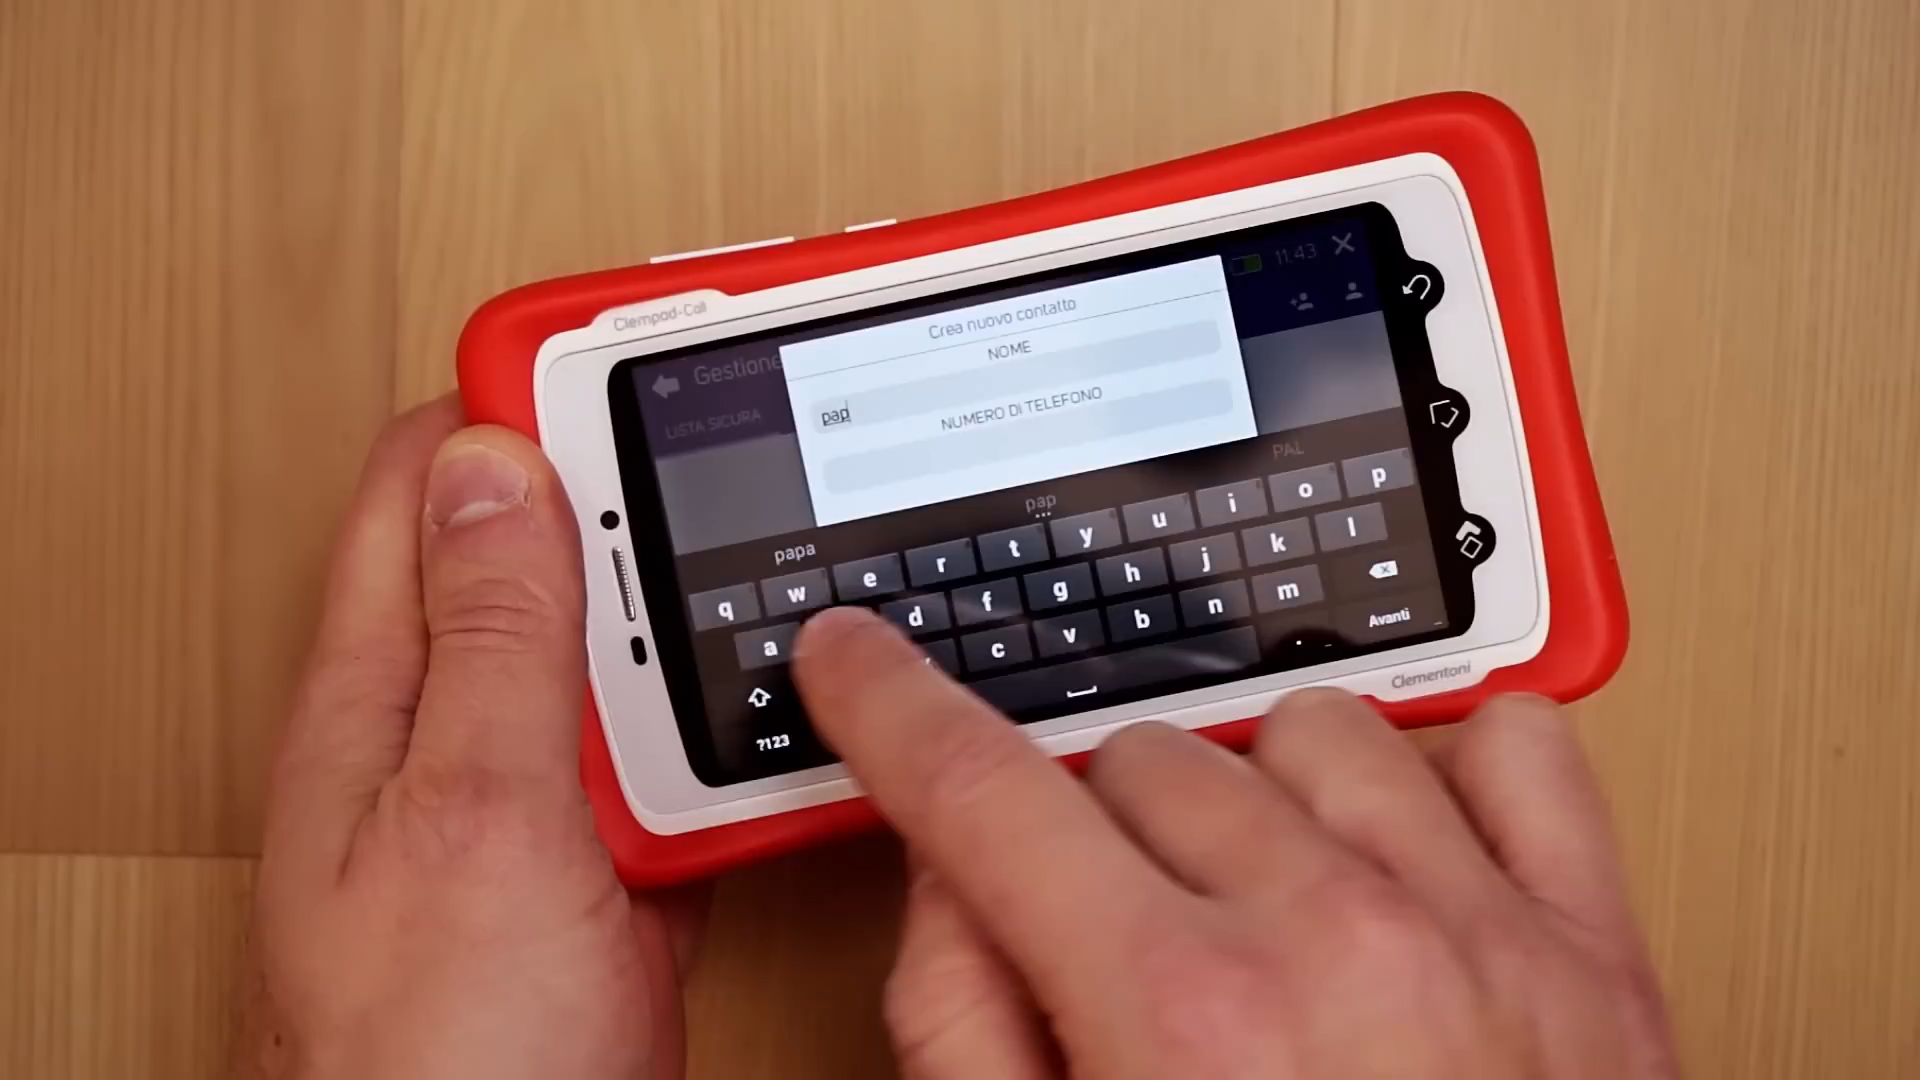 Clempad-Call
11:43
Gestione
LISTA SICURA
Crea nuovo contatto
NOME
pap
NUMERO DI TELEFONO
papa
pap
PAL
q w e r t y u i o p
a d f g h j k l
c v b n m
?123
Avanti
Clementoni